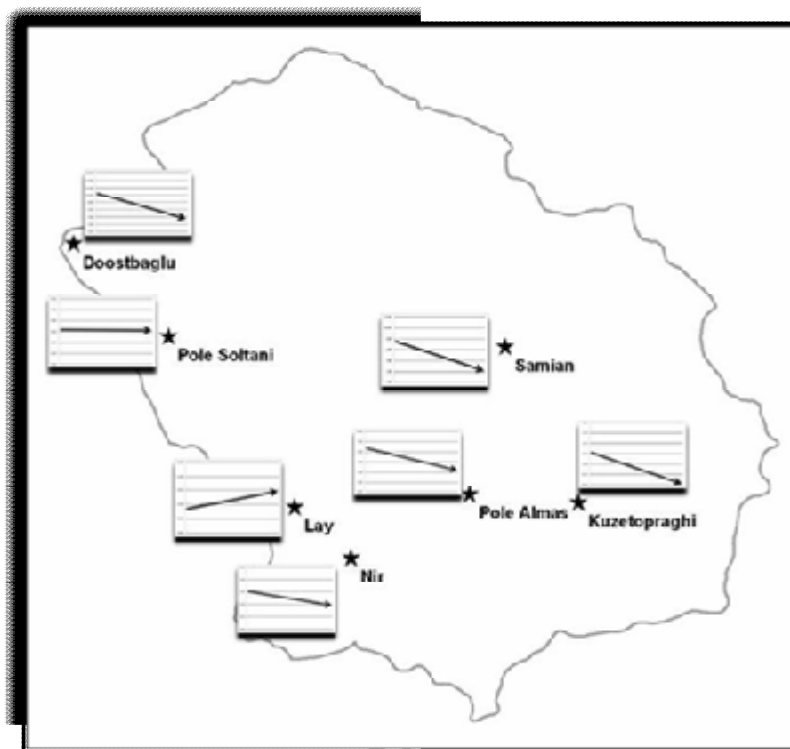 Doostbaglu
Pole Soltani
Samian
Pole Almas
Kuzetopraghi
Lay
Nir